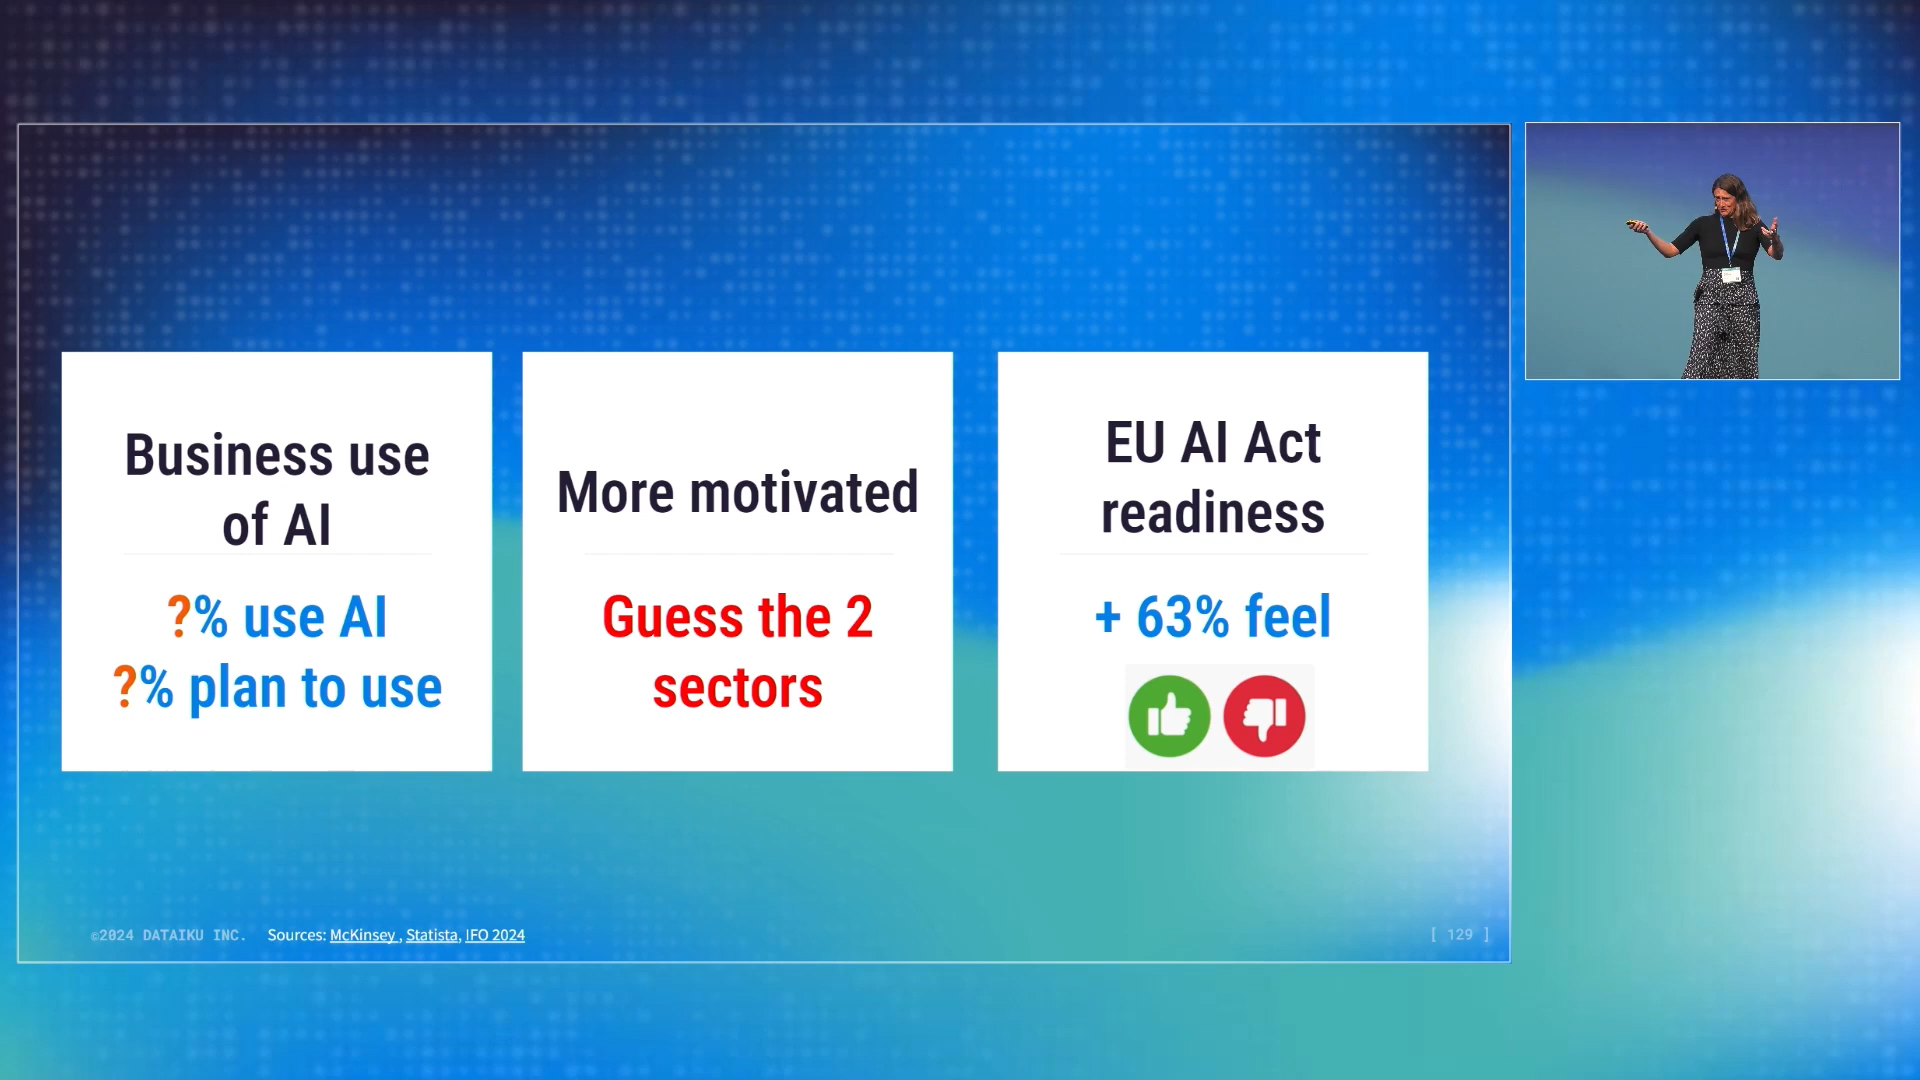 Business use
of AI
?% use AI
?% plan to use
More motivated
Guess the 2
sectors
EU AI Act
readiness
+ 63% feel
©2024 DATAIKU INC. Sources: McKinsey , Statista, IFO 2024
[ 129 ]